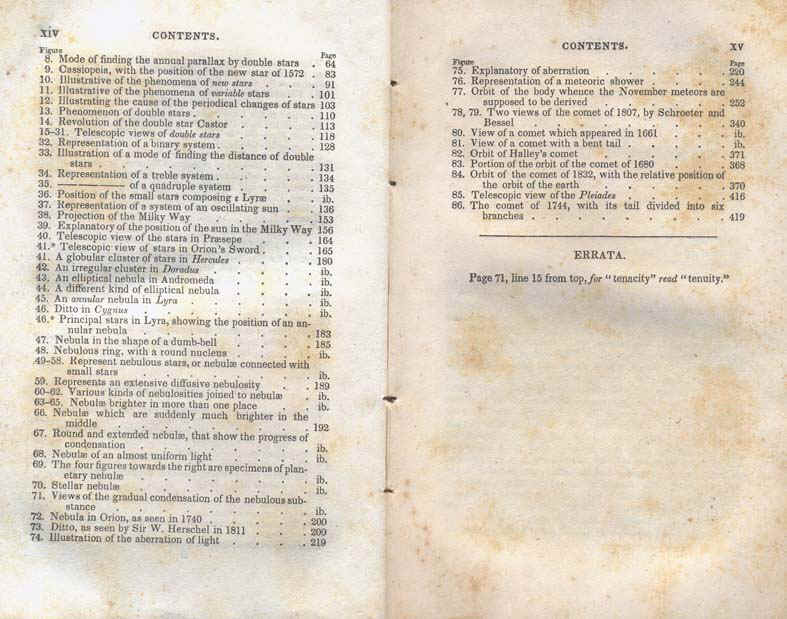 xiv CONTENTS.
Figure Page
8. Mode of finding the annual parallax by double stars . 64
9. Cassiopeia, with the position of the new star of 1572 . 83
10. Illustrative of the phenomena of new stars . . . 91
11. Illustrative of the phenomena of variable stars . . 101
12. Illustrating the cause of the periodical changes of stars 103
13. Phenomenon of double stars . . . . . 110
14. Revolution of the double star Castor . . . . 113
15-31. Telescopic views of double stars . . . . 118
32. Representation of a binary system . . . . 128
33. Illustration of a mode of finding the distance of double
stars . . . . . . . . 131
34. Representation of a treble system . . . . 134
35. ———— of a quadruple system . . . . 135
36. Position of the small stars composing ε Lyræ . . ib.
37. Representation of a system of an oscillating sun . . 136
38. Projection of the Milky Way . . . . . 153
39. Explanatory of the position of the sun in the Milky Way 156
40. Telescopic view of the stars in Præsepe . . . 164
41.* Telescopic view of stars in Orion's Sword . . . 165
41. A globular cluster of stars in Hercules . . . 180
42. An irregular cluster in Doradus . . . . ib.
43. An elliptical nebula in Andromeda . . . . ib.
44. A different kind of elliptical nebula . . . . ib.
45. An annular nebula in Lyra . . . . . ib.
46. Ditto in Cygnus . . . . . . ib.
46.* Principal stars in Lyra, showing the position of an an-
nular nebula . . . . . . . 183
47. Nebula in the shape of a dumb-bell . . . . 185
48. Nebulous ring, with a round nucleus . . . ib.
49-58. Represent nebulous stars, or nebulæ connected with
small stars . . . . . . . ib.
59. Represents an extensive diffusive nebulosity . . 189
60-62. Various kinds of nebulosities joined to nebulæ . ib.
63-65. Nebulæ brighter in more than one place . . ib.
66. Nebulæ which are suddenly much brighter in the
middle . . . . . . . . 192
67. Round and extended nebulæ, that show the progress of
condensation . . . . . . . ib.
68. Nebulæ of an almost uniform light . . . . ib.
69. The four figures towards the right are specimens of plan-
etary nebulæ . . . . . . . ib.
70. Stellar nebulæ . . . . . . . ib.
71. Views of the gradual condensation of the nebulous sub-
stance . . . . . . . . ib.
72. Nebula in Orion, as seen in 1740 . . . . 200
73. Ditto, as seen by Sir W. Herschel in 1811 . . . 200
74. Illustration of the aberration of light . . . . 219
CONTENTS. xv
Figure Page
75. Explanatory of aberration . . . . . 220
76. Representation of a meteoric shower . . . . 244
77. Orbit of the body whence the November meteors are
supposed to be derived . . . . . 252
78, 79. Two views of the comet of 1807, by Schroeter and
Bessel . . . . . . . . 340
80. View of a comet which appeared in 1661 . . . ib.
81. View of a comet with a bent tail . . . . ib.
82. Orbit of Halley's comet . . . . . 371
83. Portion of the orbit of the comet of 1680 . . . 368
84. Orbit of the comet of 1832, with the relative position of
the orbit of the earth . . . . . . 370
85. Telescopic view of the Pleiades . . . . 416
86. The comet of 1744, with its tail divided into six
branches . . . . . . . . 419
ERRATA.
Page 71, line 15 from top, for "tenacity" read "tenuity."